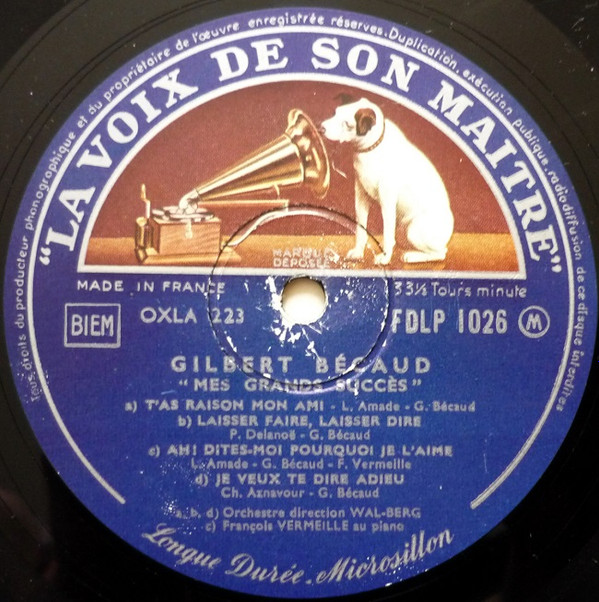 Tous droits du producteur phonographique et du propriétaire de l'œuvre enregistrée réservés. Duplication, exécution publique, radiodiffusion de ce disque interdites
"LA VOIX DE SON MAITRE"
MARQUE DÉPOSÉE
MADE IN FRANCE
33⅓ Tours minute
BIEM
OXLA 223
FDLP 1026 M
GILBERT BÉCAUD
"MES GRANDS SUCCÈS"
a) T'AS RAISON MON AMI - L. Amade - G. Bécaud
b) LAISSER FAIRE, LAISSER DIRE
P. Delanoë - G. Bécaud
c) AH! DITES-MOI POURQUOI JE L'AIME
L. Amade - G. Bécaud - F. Vermeille
d) JE VEUX TE DIRE ADIEU
Ch. Aznavour - G. Bécaud
a, b, d) Orchestre direction WAL-BERG
c) François VERMEILLE au piano
Longue Durée. Microsillon